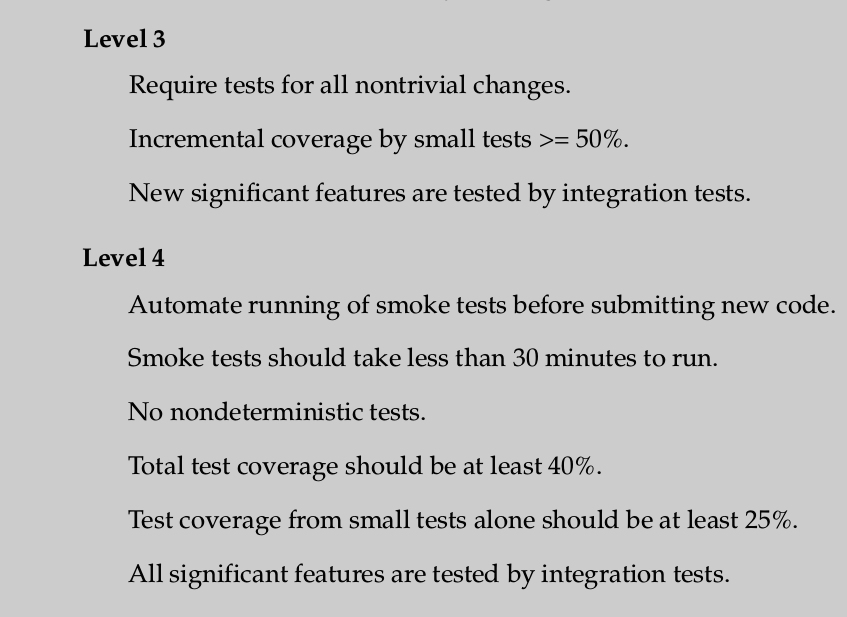 Level 3
Require tests for all nontrivial changes.
Incremental coverage by small tests >= 50%.
New significant features are tested by integration tests.
Level 4
Automate running of smoke tests before submitting new code.
Smoke tests should take less than 30 minutes to run.
No nondeterministic tests.
Total test coverage should be at least 40%.
Test coverage from small tests alone should be at least 25%.
All significant features are tested by integration tests.